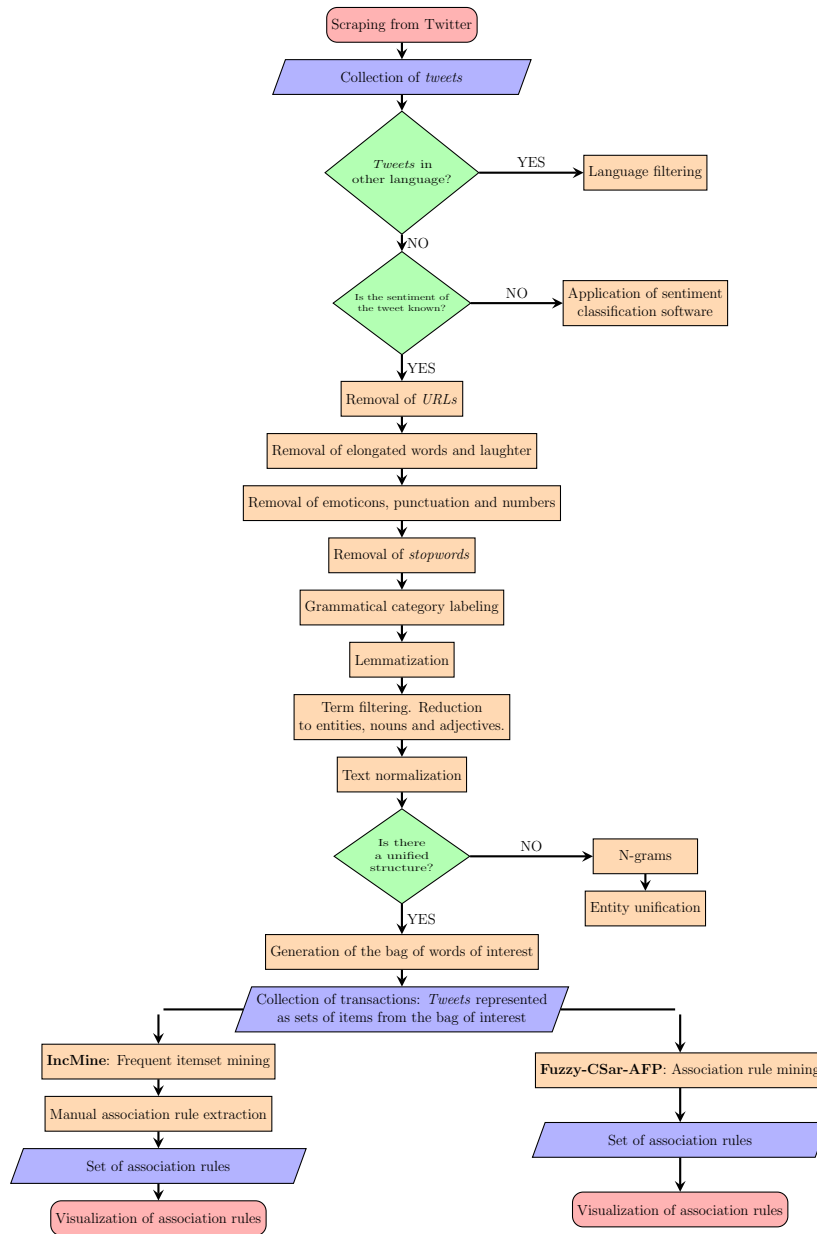 Scraping from Twitter
Collection of tweets
Tweets in
other language?
YES
Language filtering
NO
Is the sentiment of
the tweet known?
NO
Application of sentiment
classification software
YES
Removal of URLs
Removal of elongated words and laughter
Removal of emoticons, punctuation and numbers
Removal of stopwords
Grammatical category labeling
Lemmatization
Term filtering. Reduction
to entities, nouns and adjectives.
Text normalization
Is there
a unified
structure?
NO
N-grams
Entity unification
YES
Generation of the bag of words of interest
Collection of transactions: Tweets represented
as sets of items from the bag of interest
IncMine: Frequent itemset mining
Manual association rule extraction
Set of association rules
Visualization of association rules
Fuzzy-CSar-AFP: Association rule mining
Set of association rules
Visualization of association rules